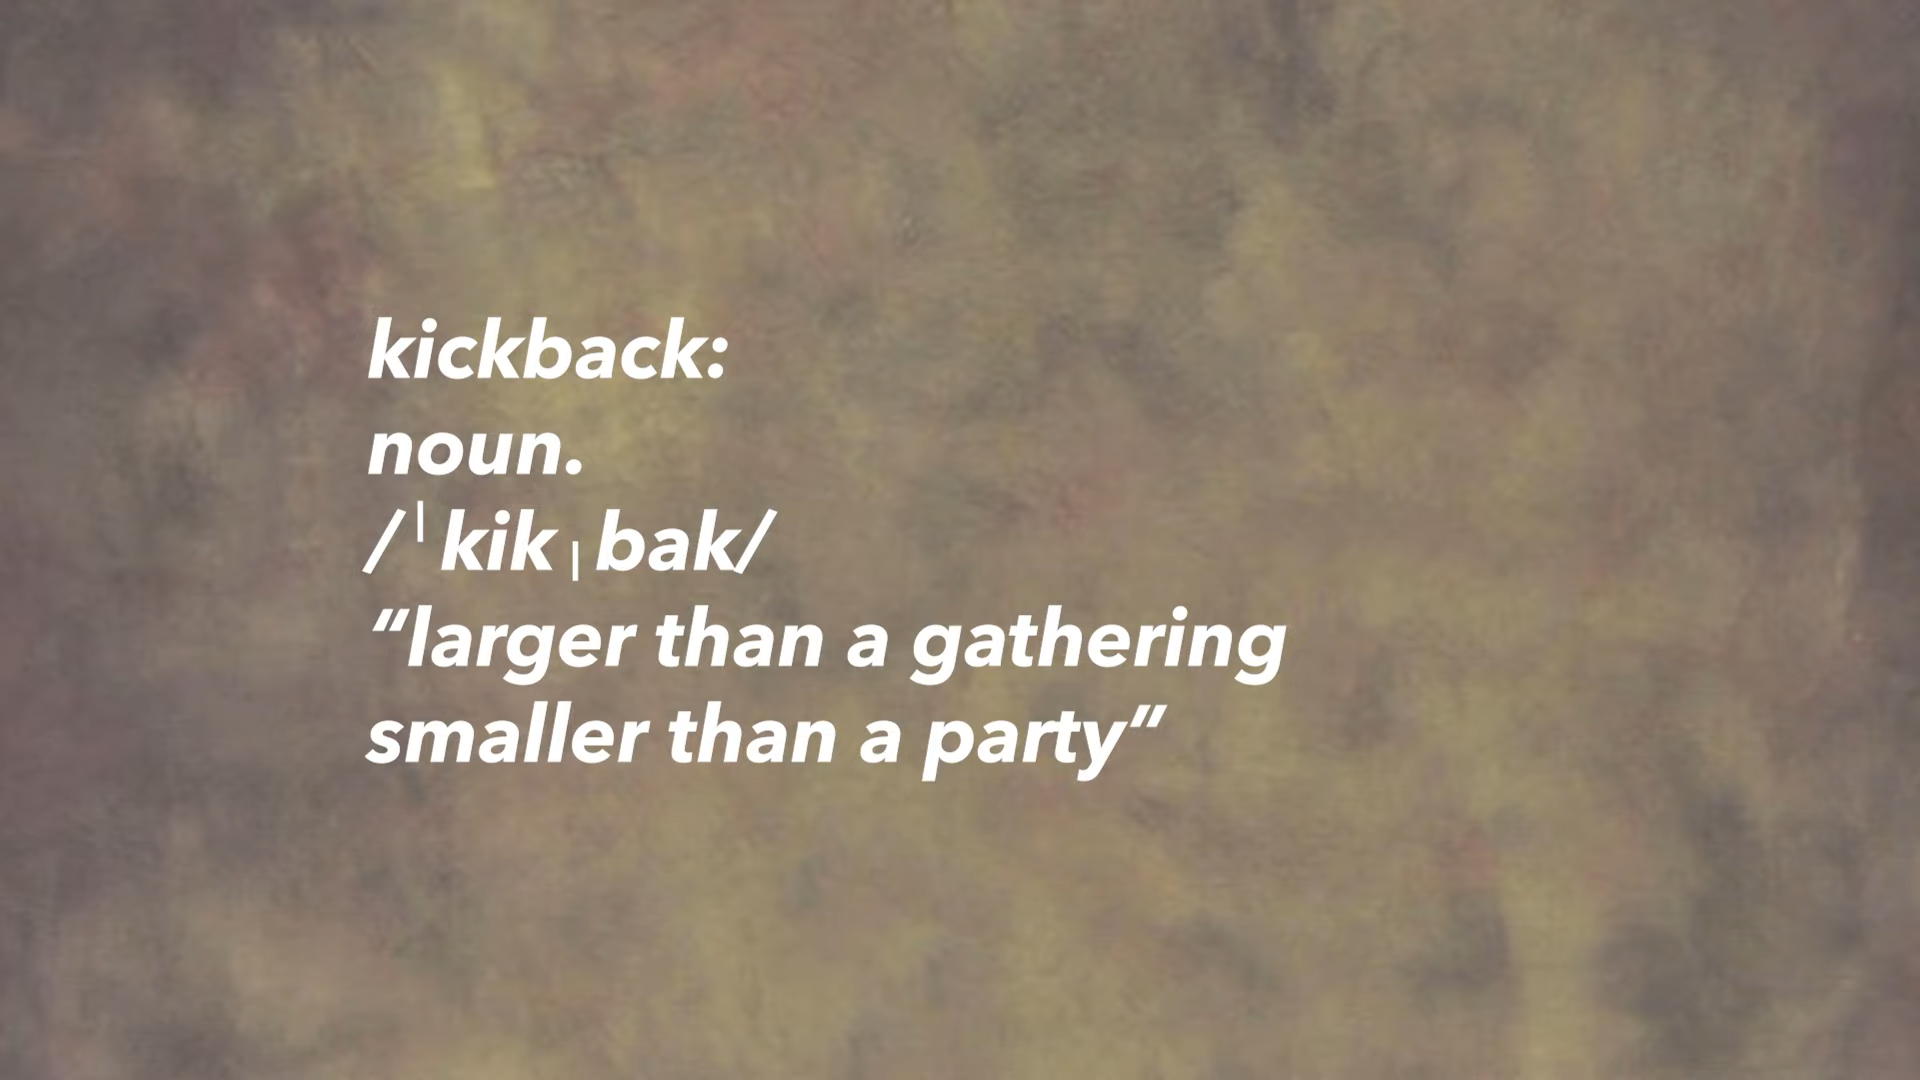 kickback:
noun.
/ˈkikˌbak/
“larger than a gathering
smaller than a party”